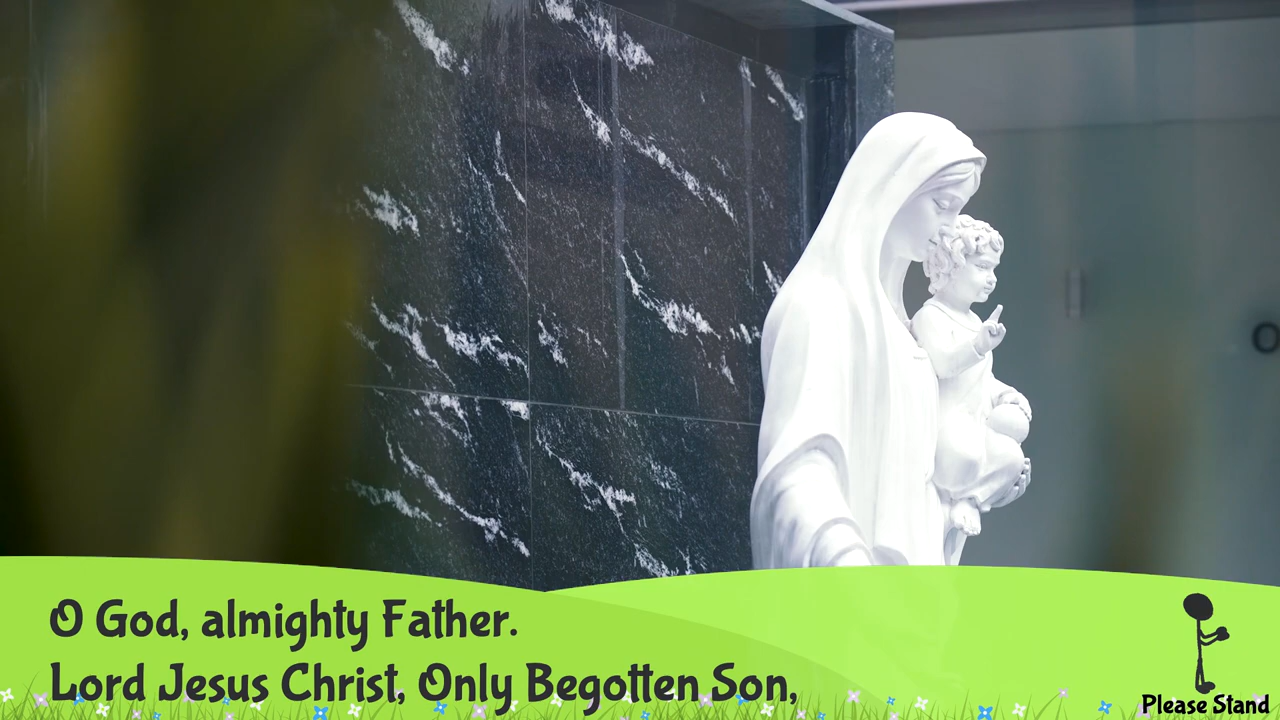 O God, almighty Father.
Lord Jesus Christ, Only Begotten Son,
Please Stand